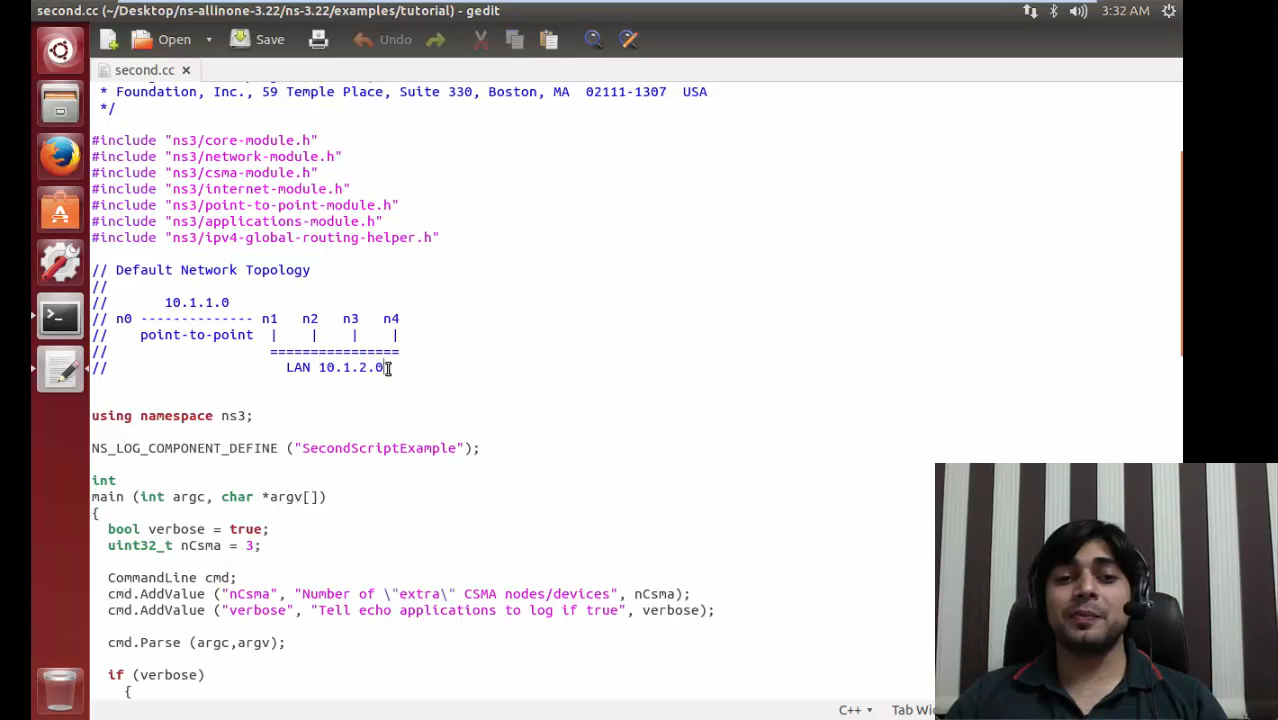 second.cc (~/Desktop/ns-allinone-3.22/ns-3.22/examples/tutorial) - gedit
3:32 AM
Open
Save
Undo
second.cc
* Foundation, Inc., 59 Temple Place, Suite 330, Boston, MA  02111-1307  USA
*/
#include "ns3/core-module.h"
#include "ns3/network-module.h"
#include "ns3/csma-module.h"
#include "ns3/internet-module.h"
#include "ns3/point-to-point-module.h"
#include "ns3/applications-module.h"
#include "ns3/ipv4-global-routing-helper.h"
// Default Network Topology
//
//       10.1.1.0
// n0 -------------- n1   n2   n3   n4
//    point-to-point  |    |    |    |
//                    ================
//                      LAN 10.1.2.0
using namespace ns3;
NS_LOG_COMPONENT_DEFINE ("SecondScriptExample");
int
main (int argc, char *argv[])
{
bool verbose = true;
uint32_t nCsma = 3;
CommandLine cmd;
cmd.AddValue ("nCsma", "Number of \"extra\" CSMA nodes/devices", nCsma);
cmd.AddValue ("verbose", "Tell echo applications to log if true", verbose);
cmd.Parse (argc,argv);
if (verbose)
{
C++
Tab Wi